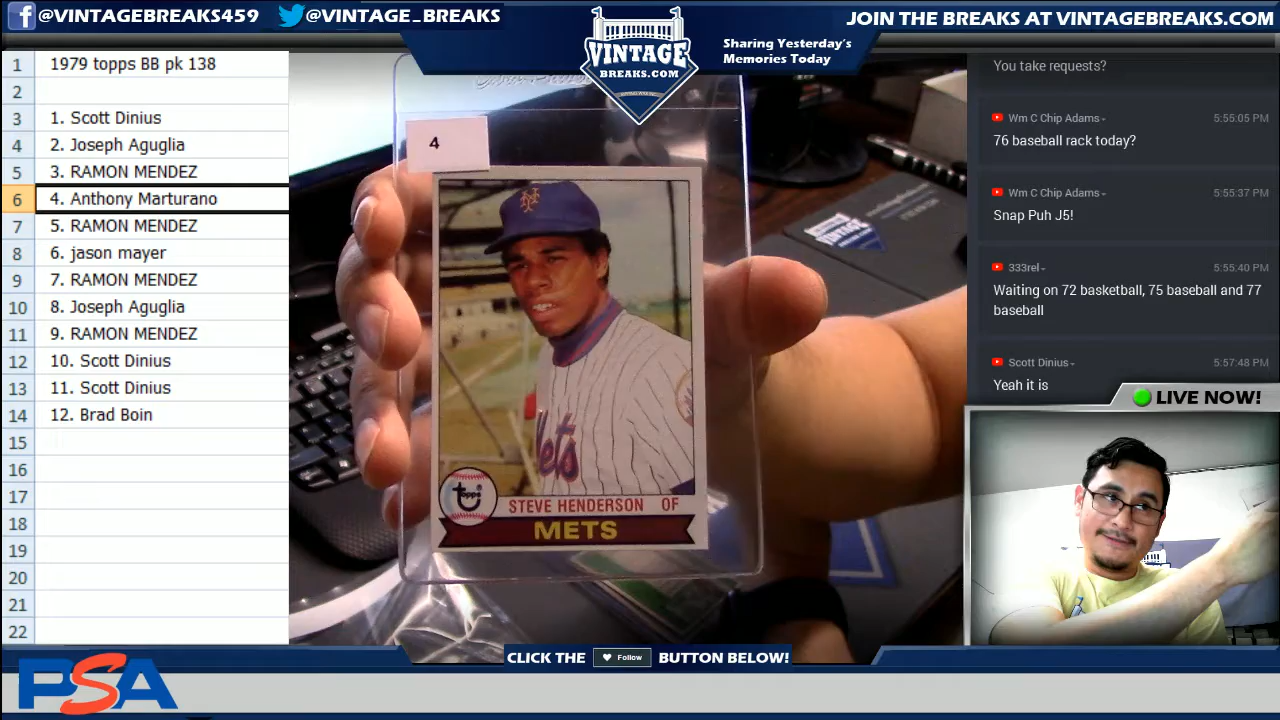 @VINTAGEBREAKS459
@VINTAGE_BREAKS
VINTAGE
BREAKS.COM
Sharing Yesterday's
Memories Today
JOIN THE BREAKS AT VINTAGEBREAKS.COM
1 1979 topps BB pk 138
2
3 1. Scott Dinius
4 2. Joseph Aguglia
5 3. RAMON MENDEZ
6 4. Anthony Marturano
7 5. RAMON MENDEZ
8 6. jason mayer
9 7. RAMON MENDEZ
10 8. Joseph Aguglia
11 9. RAMON MENDEZ
12 10. Scott Dinius
13 11. Scott Dinius
14 12. Brad Boin
15
16
17
18
19
20
21
22
4
NY
Mets
topps
STEVE HENDERSON OF
METS
You take requests?
Wm C Chip Adams 5:55:05 PM
76 baseball rack today?
Wm C Chip Adams 5:55:37 PM
Snap Puh J5!
333rel 5:55:40 PM
Waiting on 72 basketball, 75 baseball and 77
baseball
Scott Dinius 5:57:48 PM
Yeah it is
LIVE NOW!
CLICK THE Follow BUTTON BELOW!
PSA